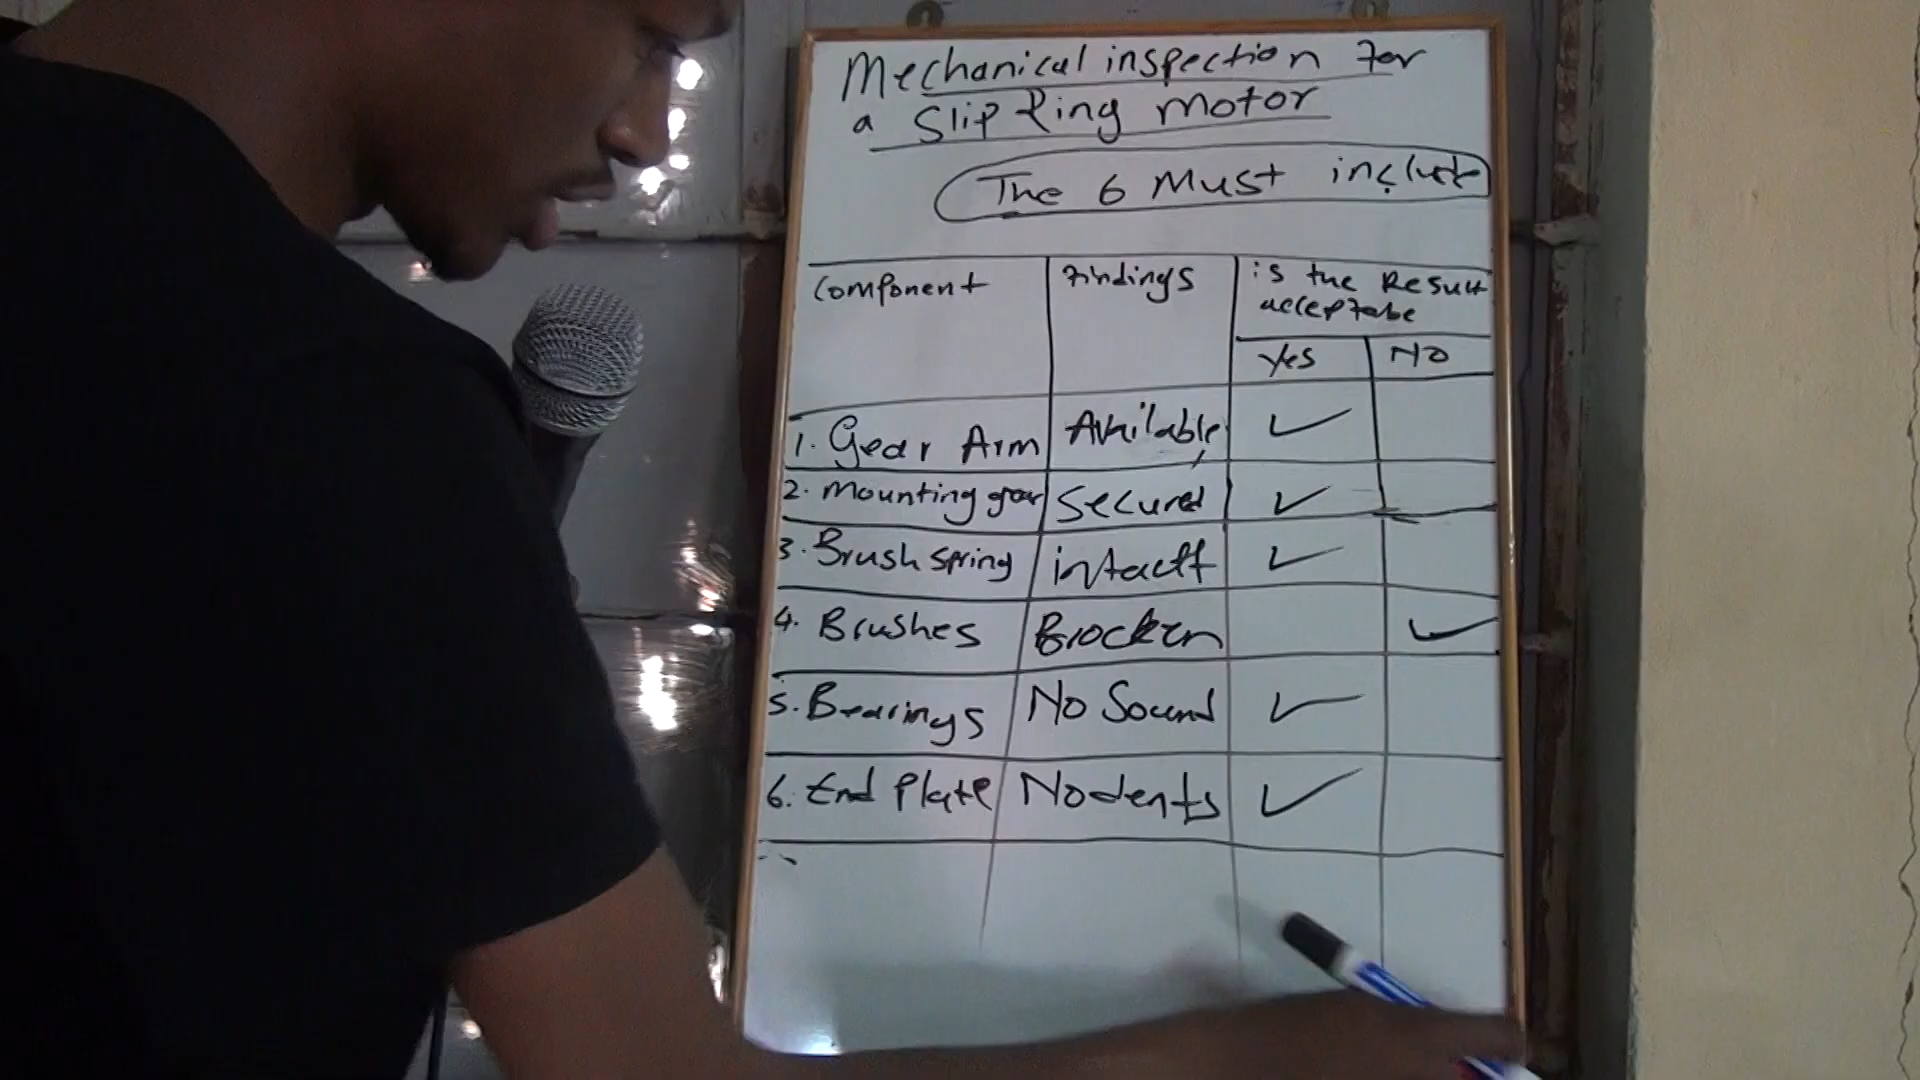 Mechanical inspection for
a Slip Ring motor
The 6 Must include
Component Findings is the Result
acceptabe
Yes NO
1. Gear Arm Available
2. Mounting gear Secured
3. Brush spring intactt
4. Brushes Brocken
5. Bearings No Sound
6. End Plate No dents